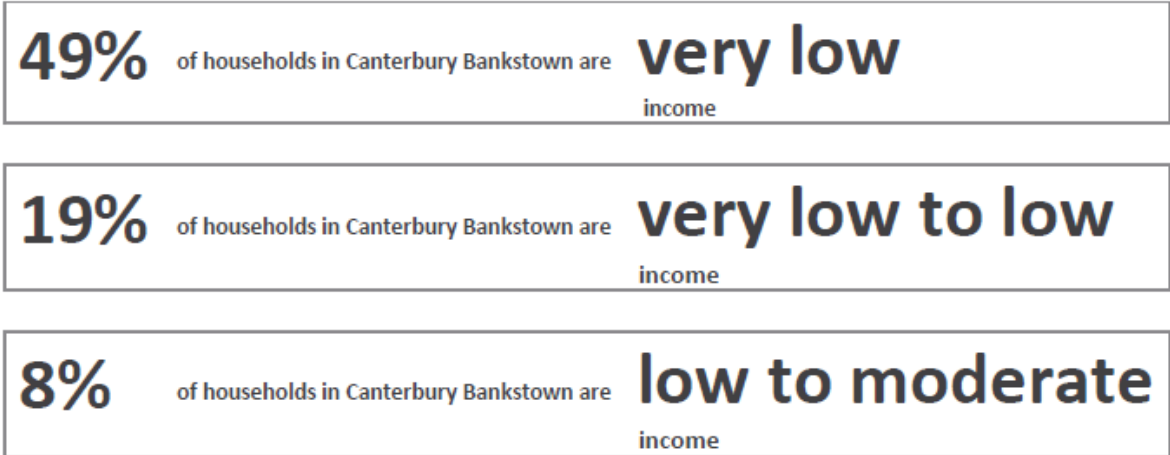 49% of households in Canterbury Bankstown are very low
income
19% of households in Canterbury Bankstown are very low to low
income
8% of households in Canterbury Bankstown are low to moderate
income